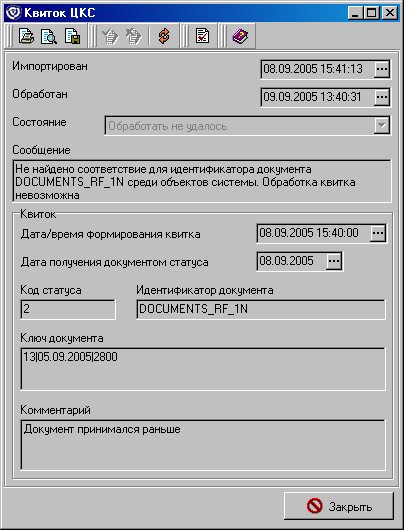 Квиток ЦКС
Импортирован
08.09.2005 15:41:13
Обработан
09.09.2005 13:40:31
Состояние
Обработать не удалось
Сообщение
Не найдено соответствие для идентификатора документа
DOCUMENTS_RF_1N среди объектов системы. Обработка квитка
невозможна
Квиток
Дата/время формирования квитка
08.09.2005 15:40:00
Дата получения документом статуса
08.09.2005
Код статуса
Идентификатор документа
2
DOCUMENTS_RF_1N
Ключ документа
13|05.09.2005|2800
Комментарий
Документ принимался раньше
Закрыть